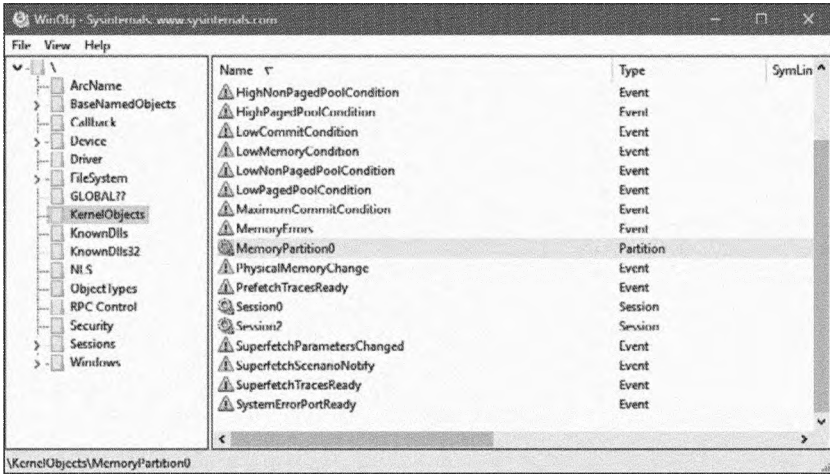 WinObj - Sysinternals: www.sysinternals.com
File View Help
\
ArcName
BaseNamedObjects
Callback
Device
Driver
FileSystem
GLOBAL??
KernelObjects
KnownDlls
KnownDlls32
NLS
ObjectTypes
RPC Control
Security
Sessions
Windows
Name Type SymLin
HighNonPagedPoolCondition Event
HighPagedPoolCondition Event
LowCommitCondition Event
LowMemoryCondition Event
LowNonPagedPoolCondition Event
LowPagedPoolCondition Event
MaximumCommitCondition Event
MemoryErrors Event
MemoryPartition0 Partition
PhysicalMemoryChange Event
PrefetchTracesReady Event
Session0 Session
Session2 Session
SuperfetchParametersChanged Event
SuperfetchScenarioNotify Event
SuperfetchTracesReady Event
SystemErrorPortReady Event
\KernelObjects\MemoryPartition0